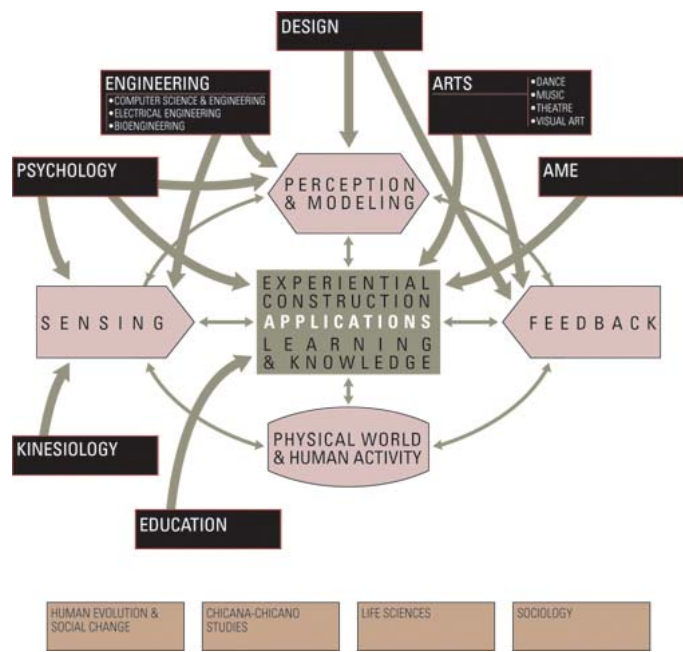 DESIGN
ENGINEERING
•COMPUTER SCIENCE & ENGINEERING
•ELECTRICAL ENGINEERING
•BIOENGINEERING
ARTS
•DANCE
•MUSIC
•THEATRE
•VISUAL ART
PSYCHOLOGY
PERCEPTION
& MODELING
AME
SENSING
EXPERIENTIAL
CONSTRUCTION
APPLICATIONS
LEARNING
& KNOWLEDGE
FEEDBACK
KINESIOLOGY
PHYSICAL WORLD
& HUMAN ACTIVITY
EDUCATION
HUMAN EVOLUTION &
SOCIAL CHANGE
CHICANA-CHICANO
STUDIES
LIFE SCIENCES
SOCIOLOGY